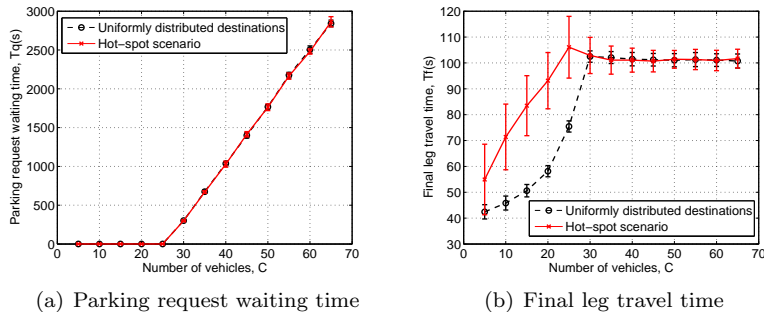 3000
2500
2000
1500
1000
500
0
Parking request waiting time, Tq(s)
0 10 20 30 40 50 60 70
Number of vehicles, C
Uniformly distributed destinations
Hot−spot scenario
(a) Parking request waiting time
130
120
110
100
90
80
70
60
50
40
30
Final leg travel time, Tf(s)
0 10 20 30 40 50 60 70
Number of vehicles, C
Uniformly distributed destinations
Hot−spot scenario
(b) Final leg travel time